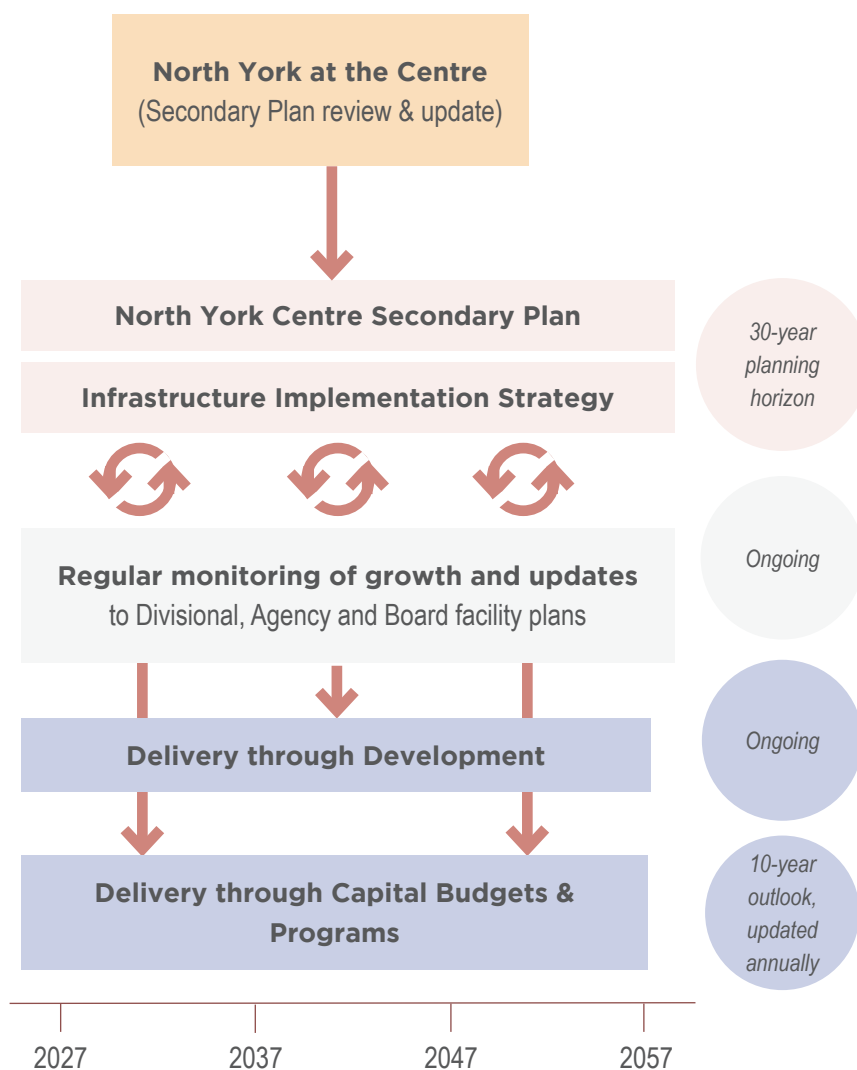 North York at the Centre
(Secondary Plan review & update)
North York Centre Secondary Plan
Infrastructure Implementation Strategy
30-year
planning
horizon
Regular monitoring of growth and updates
to Divisional, Agency and Board facility plans
Ongoing
Delivery through Development
Ongoing
Delivery through Capital Budgets &
Programs
10-year
outlook,
updated
annually
2027
2037
2047
2057